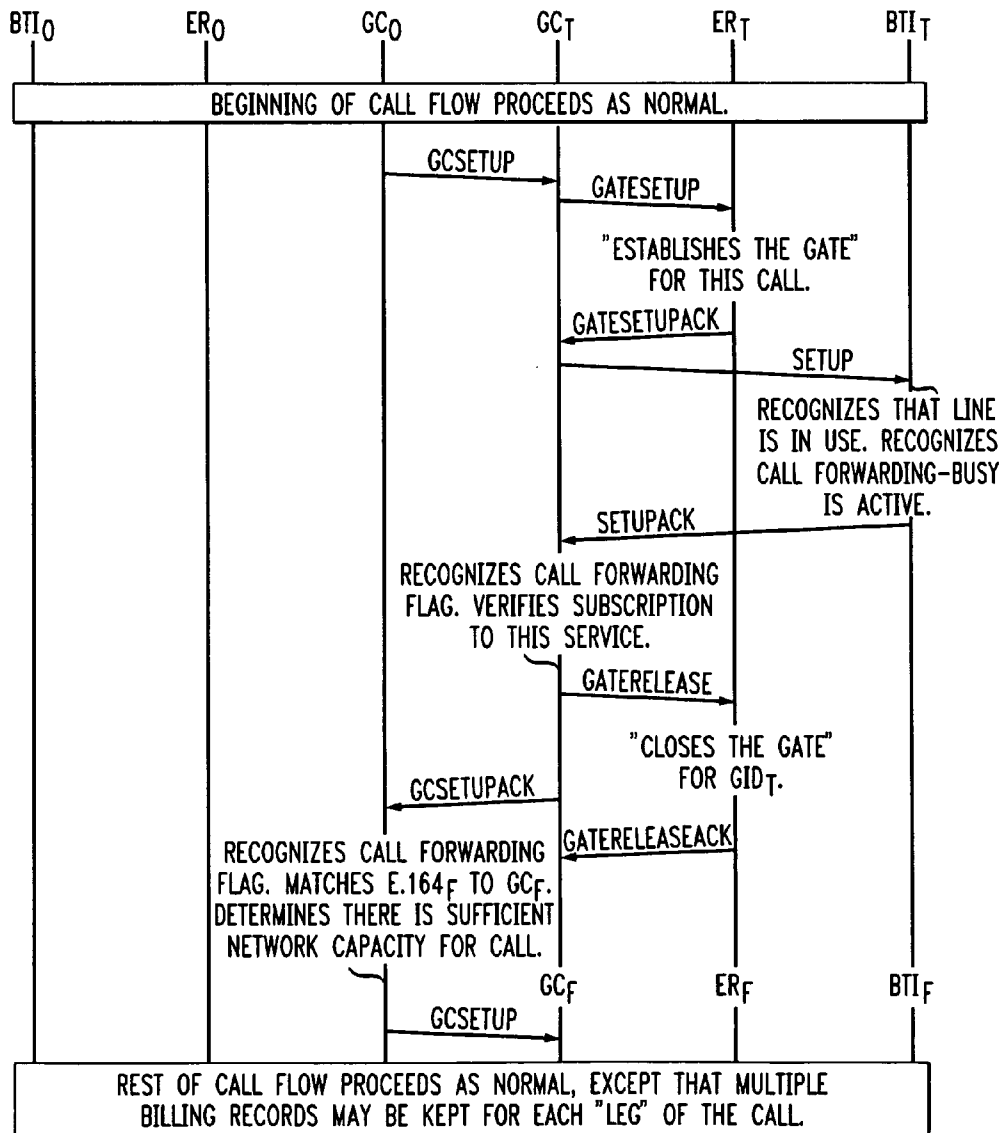 BTIO ERO GCO GCT ERT BTIT
BEGINNING OF CALL FLOW PROCEEDS AS NORMAL.
GCSETUP
GATESETUP
"ESTABLISHES THE GATE"
FOR THIS CALL.
GATESETUPACK
SETUP
RECOGNIZES THAT LINE
IS IN USE. RECOGNIZES
CALL FORWARDING-BUSY
IS ACTIVE.
SETUPACK
RECOGNIZES CALL FORWARDING
FLAG. VERIFIES SUBSCRIPTION
TO THIS SERVICE.
GATERELEASE
"CLOSES THE GATE"
FOR GIDT.
GCSETUPACK
GATERELEASEACK
RECOGNIZES CALL FORWARDING
FLAG. MATCHES E.164F TO GCF.
DETERMINES THERE IS SUFFICIENT
NETWORK CAPACITY FOR CALL.
GCF ERF BTIF
GCSETUP
REST OF CALL FLOW PROCEEDS AS NORMAL, EXCEPT THAT MULTIPLE
BILLING RECORDS MAY BE KEPT FOR EACH "LEG" OF THE CALL.